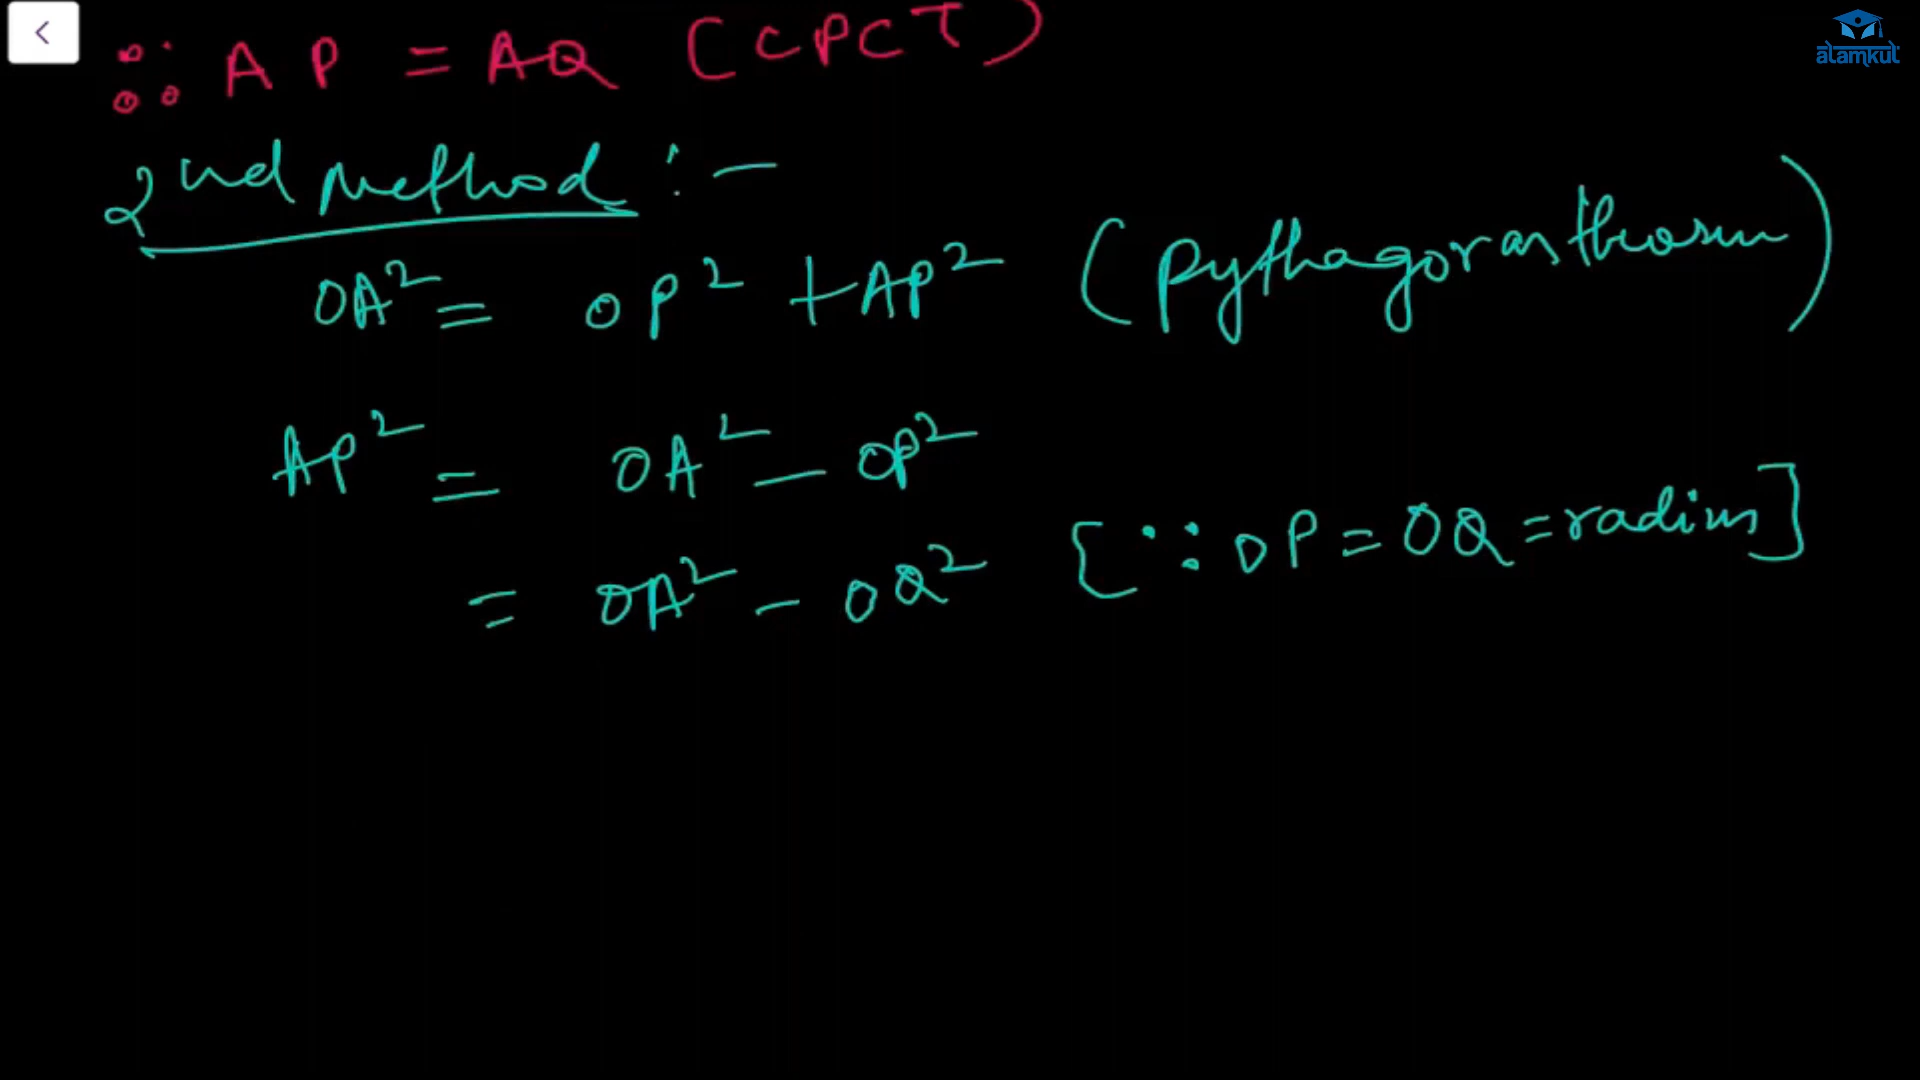 alamkul
∴ AP = AQ (CPCT)
2nd Method :-
OA² = OP² + AP² (Pythagoras theorem)
AP² = OA² - OP²
= OA² - OQ² [∵ OP = OQ = radius]